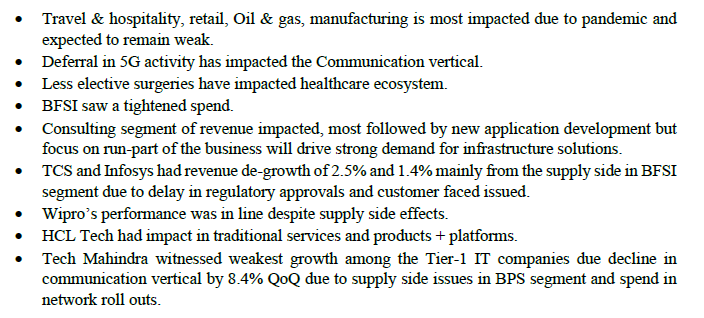 • Travel & hospitality, retail, Oil & gas, manufacturing is most impacted due to pandemic and
expected to remain weak.
• Deferral in 5G activity has impacted the Communication vertical.
• Less elective surgeries have impacted healthcare ecosystem.
• BFSI saw a tightened spend.
• Consulting segment of revenue impacted, most followed by new application development but
focus on run-part of the business will drive strong demand for infrastructure solutions.
• TCS and Infosys had revenue de-growth of 2.5% and 1.4% mainly from the supply side in BFSI
segment due to delay in regulatory approvals and customer faced issued.
• Wipro’s performance was in line despite supply side effects.
• HCL Tech had impact in traditional services and products + platforms.
• Tech Mahindra witnessed weakest growth among the Tier-1 IT companies due decline in
communication vertical by 8.4% QoQ due to supply side issues in BPS segment and spend in
network roll outs.